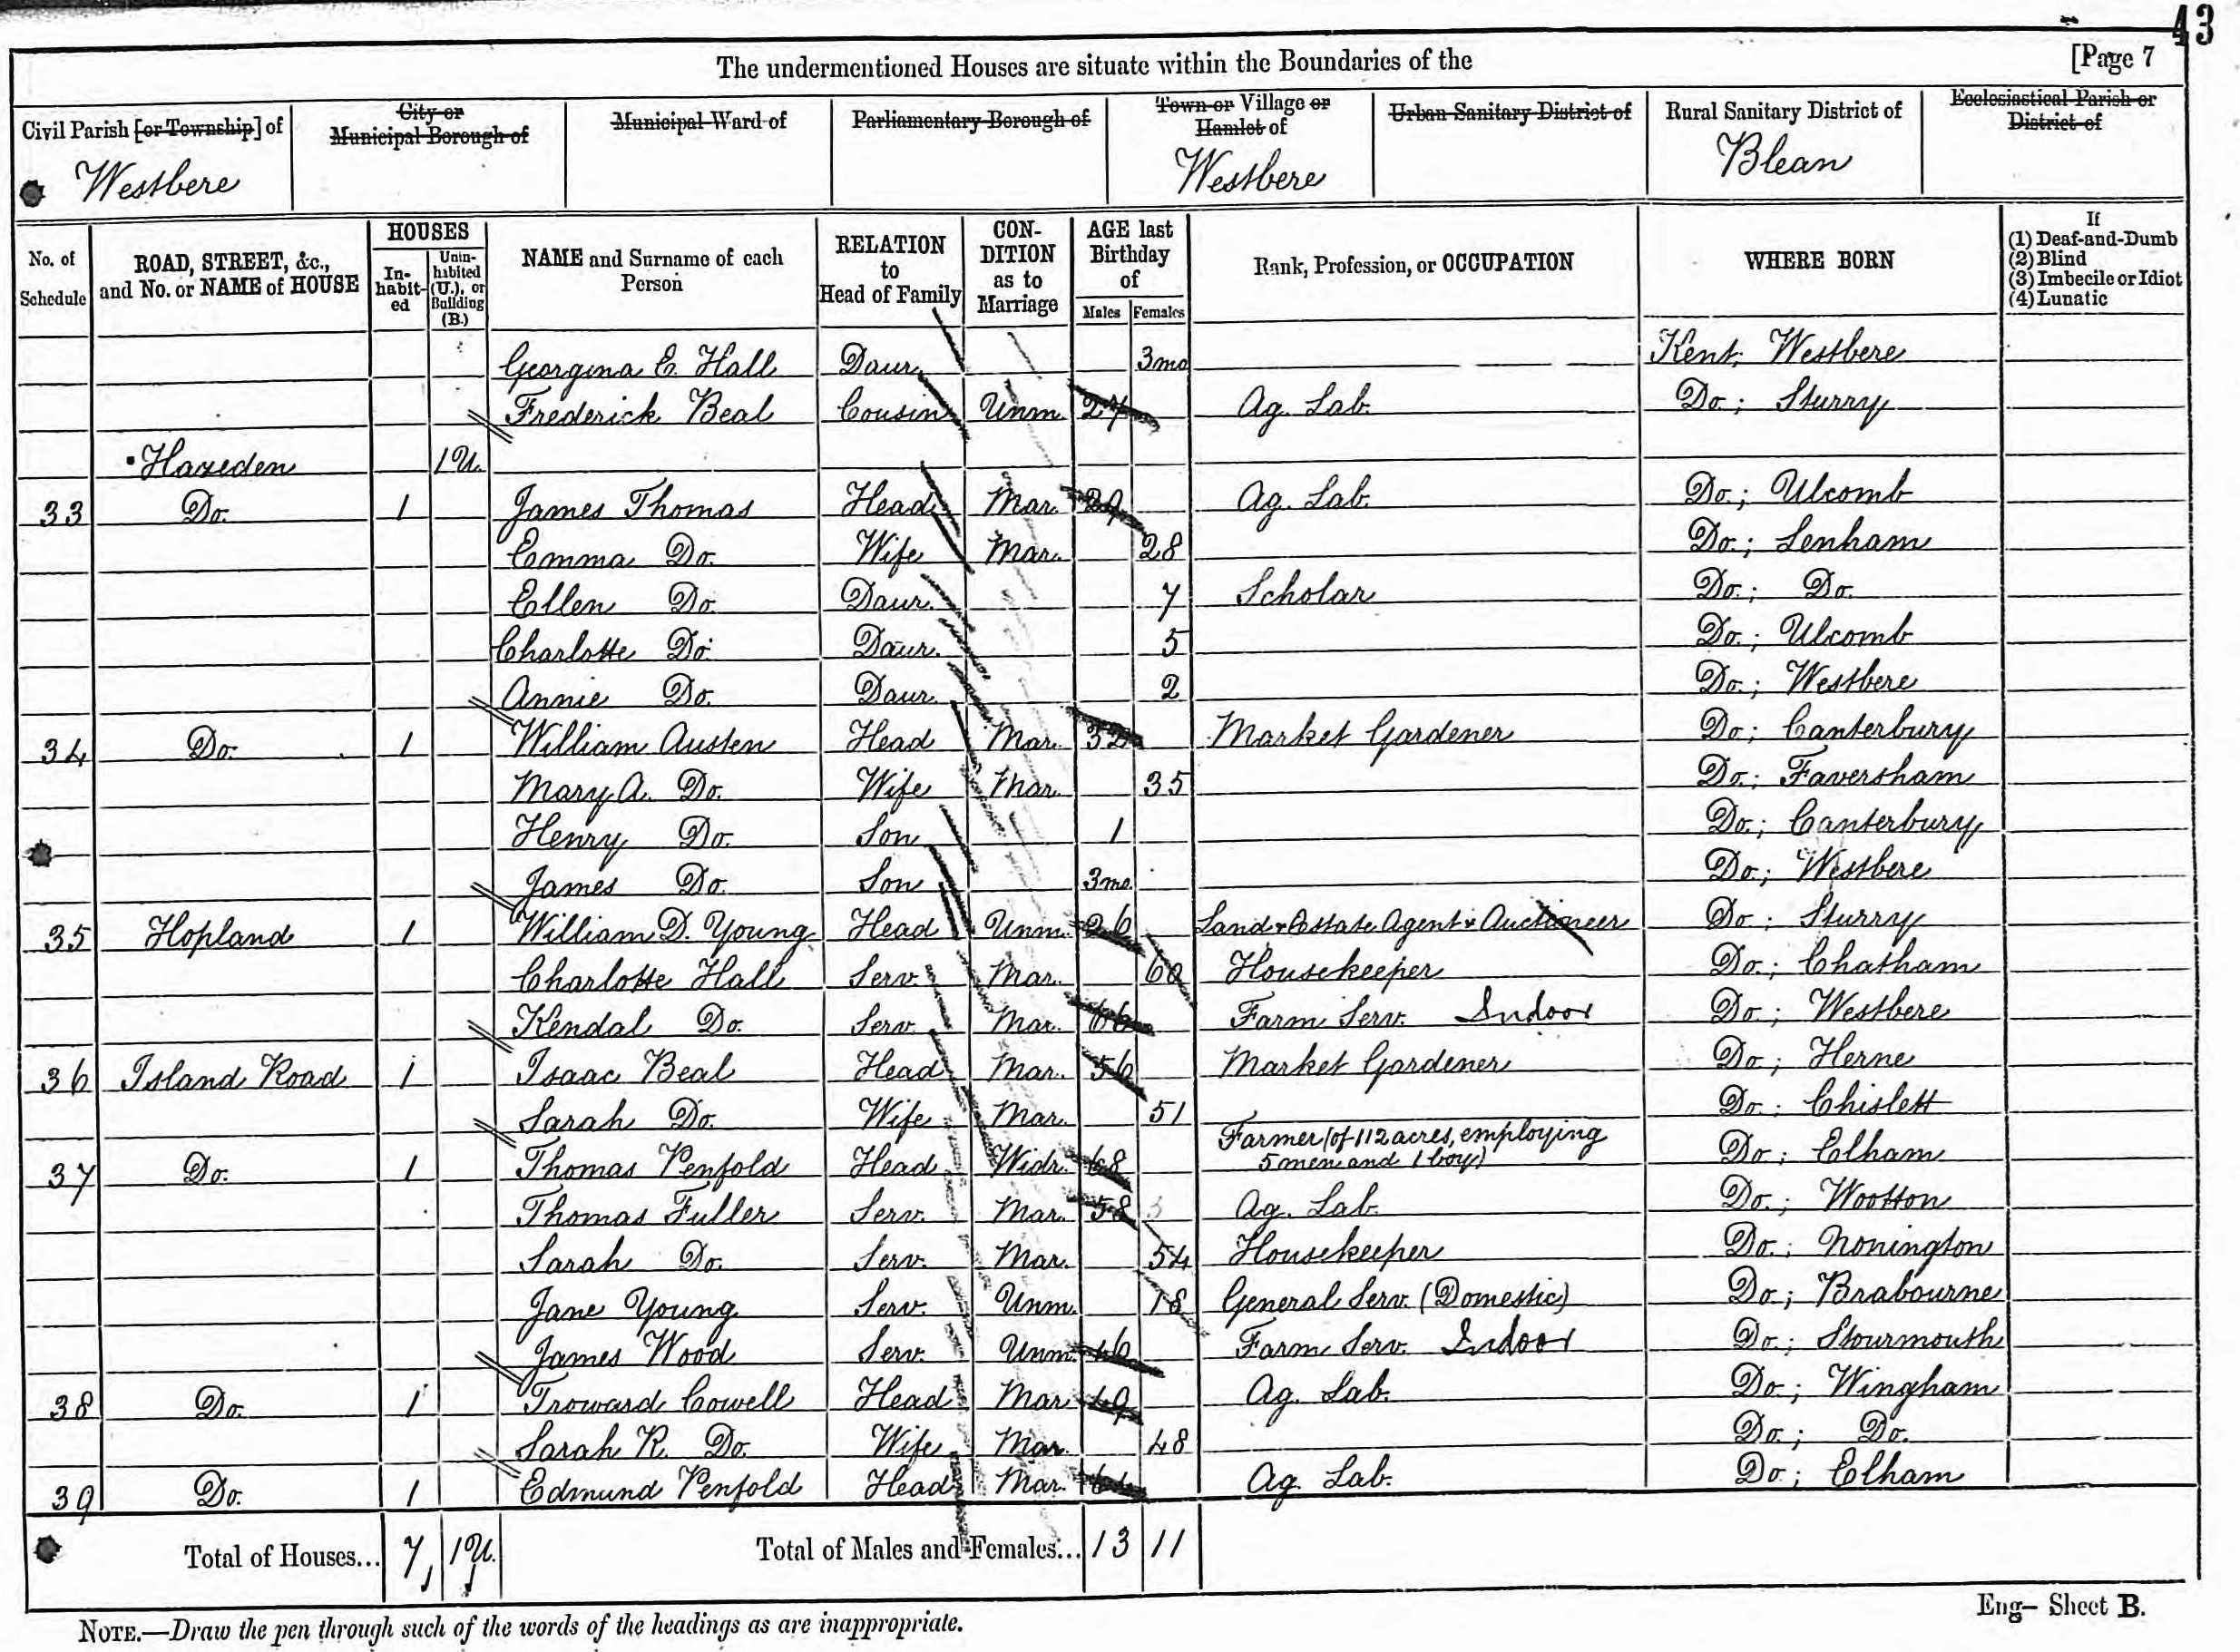 43
The undermentioned Houses are situate within the Boundaries of the [Page 7
Civil Parish [or Township] of Westbere
City or Municipal Borough of
Municipal Ward of
Parliamentary Borough of
Town or Village or Hamlet of Westbere
Urban Sanitary District of
Rural Sanitary District of Blean
Ecclesiastical Parish or District of
No. of Schedule
ROAD, STREET, &c., and No. or NAME of HOUSE
HOUSES
In-habit-ed
Unin-habited (U.), or Building (B.)
NAME and Surname of each Person
RELATION to Head of Family
CON-DITION as to Marriage
AGE last Birthday of
Males Females
Rank, Profession, or OCCUPATION
WHERE BORN
If
(1) Deaf-and-Dumb
(2) Blind
(3) Imbecile or Idiot
(4) Lunatic
Georgina E. Hall Daur. 3mo Kent; Westbere
Frederick Beal Cousin Unm. Ag. Lab. Do.; Sturry
Haxeden 1 U.
33 Do. 1 James Thomas Head Mar. 29 Ag. Lab. Do.; Ulcomb
Emma Do. Wife Mar. 28 Do.; Lenham
Ellen Do. Daur. 7 Scholar Do.; Do.
Charlotte Do. Daur. 5 Do.; Ulcomb
Annie Do. Daur. 2 Do.; Westbere
34 Do. 1 William Austen Head Mar. 32 Market Gardener Do.; Canterbury
Mary A. Do. Wife Mar. 35 Do.; Faversham
Henry Do. Son 1 Do.; Canterbury
James Do. Son 3mo. Do.; Westbere
35 Hopland 1 William D. Young Head Unm. 26 Land & Estate Agent & Auctioneer Do.; Sturry
Charlotte Hall Serv. Mar. 60 Housekeeper Do.; Chatham
Kendal Do. Serv. Mar. 66 Farm Serv. Indoor Do.; Westbere
36 Island Road 1 Isaac Beal Head Mar. 56 Market Gardener Do.; Herne
Sarah Do. Wife Mar. 51 Do.; Chislett
37 Do. 1 Thomas Penfold Head Widr. 68 Farmer (of 112 acres, employing 5 men and 1 boy) Do.; Elham
Thomas Fuller Serv. Mar. 58 Ag. Lab. Do.; Wootton
Sarah Do. Serv. Mar. 54 Housekeeper Do.; Nonington
Jane Young Serv. Unm. 18 General Serv. (Domestic) Do.; Brabourne
James Wood Serv. Unm. 46 Farm Serv. Indoor Do.; Stourmouth
38 Do. 1 Troward Cowell Head Mar. 49 Ag. Lab. Do.; Wingham
Sarah R. Do. Wife Mar. 48 Do.; Do.
39 Do. 1 Edmund Penfold Head Mar. Ag. Lab. Do.; Elham
Total of Houses... 7 1 U. Total of Males and Females... 13 11
Eng- Sheet B.
NOTE.—Draw the pen through such of the words of the headings as are inappropriate.